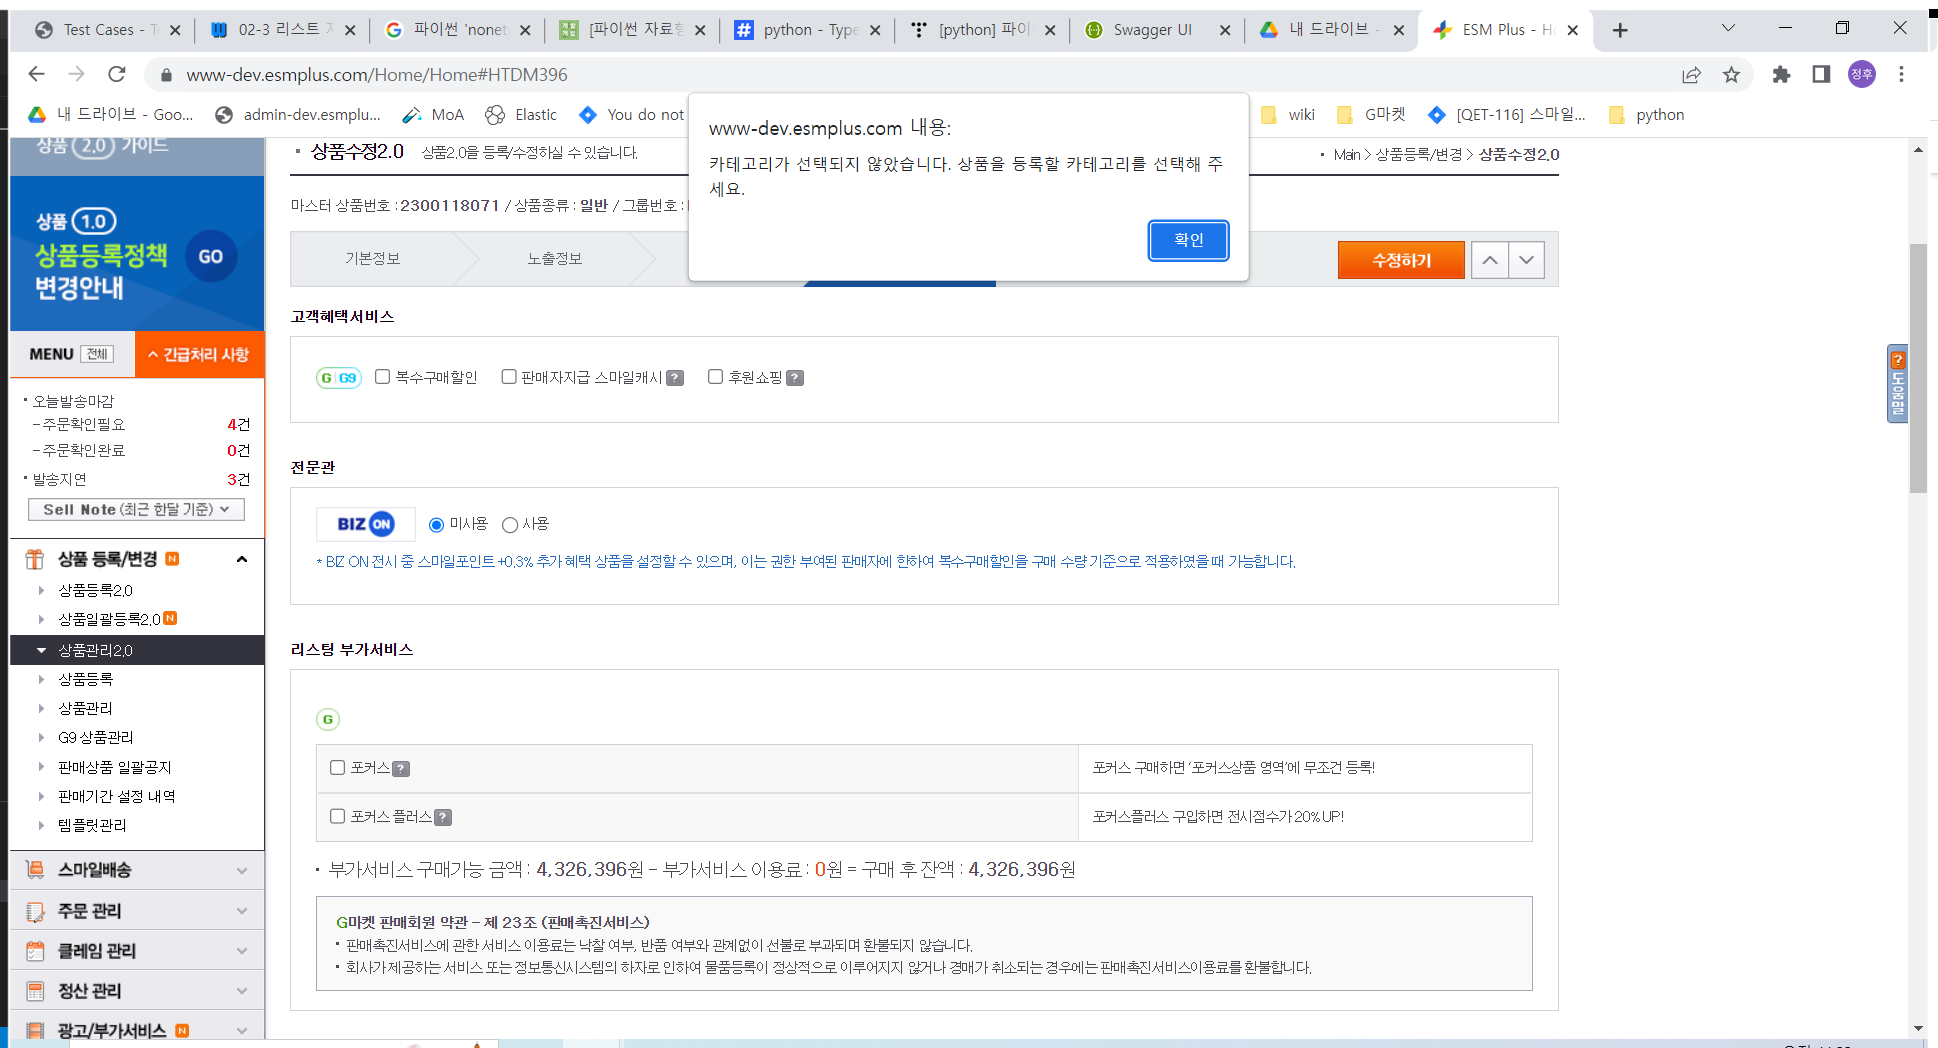 Test Cases - T
02-3 리스트 자
파이썬 'nonet
[파이썬 자료형
python - Type
[python] 파이
Swagger UI
내 드라이브 -
ESM Plus - Ho
www-dev.esmplus.com/Home/Home#HTDM396
정후
내 드라이브 - Goo...
admin-dev.esmplu...
MoA
Elastic
You do not
wiki
G마켓
[QET-116] 스마일...
python
www-dev.esmplus.com 내용:
카테고리가 선택되지 않았습니다. 상품을 등록할 카테고리를 선택해 주
세요.
확인
상품 2.0 가이드
상품 1.0
상품등록정책
변경안내
GO
MENU 전체
긴급처리 사항
오늘발송마감
- 주문확인필요 4건
- 주문확인완료 0건
발송지연 3건
Sell Note (최근 한달 기준)
상품 등록/변경 N
상품등록2.0
상품일괄등록2.0 N
상품관리2.0
상품등록
상품관리
G9 상품관리
판매상품 일괄공지
판매기간 설정 내역
템플릿관리
스마일배송
주문 관리
클레임 관리
정산 관리
광고/부가서비스 N
상품수정2.0 상품2.0을 등록/수정하실 수 있습니다.
Main > 상품등록/변경 > 상품수정2.0
마스터 상품번호 : 2300118071 / 상품종류 : 일반 / 그룹번호 :
기본정보
노출정보
수정하기
고객혜택서비스
G G9 복수구매할인 판매자지급 스마일캐시 ? 후원쇼핑 ?
전문관
BIZ ON 미사용 사용
* BIZ ON 전시 중 스마일포인트 +0.3% 추가 혜택 상품을 설정할 수 있으며, 이는 권한 부여된 판매자에 한하여 복수구매할인을 구매 수량 기준으로 적용하였을 때 가능합니다.
리스팅 부가서비스
G
포커스 ? 포커스 구매하면 '포커스상품 영역'에 무조건 등록!
포커스 플러스 ? 포커스플러스 구입하면 전시점수가 20% UP!
부가서비스 구매가능 금액 : 4,326,396원 - 부가서비스 이용료 : 0원 = 구매 후 잔액 : 4,326,396원
G마켓 판매회원 약관 - 제 23조 (판매촉진서비스)
판매촉진서비스에 관한 서비스 이용료는 낙찰 여부, 반품 여부와 관계없이 선불로 부과되며 환불되지 않습니다.
회사가 제공하는 서비스 또는 정보통신시스템의 하자로 인하여 물품등록이 정상적으로 이루어지지 않거나 경매가 취소되는 경우에는 판매촉진서비스이용료를 환불합니다.
? 도움말